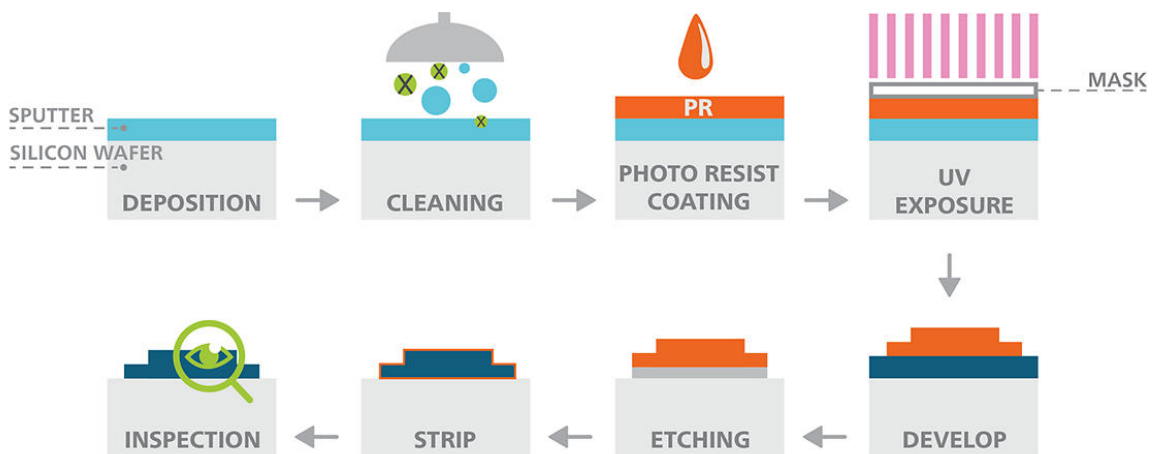 SPUTTER
SILICON WAFER
DEPOSITION
CLEANING
PR
PHOTO RESIST
COATING
MASK
UV
EXPOSURE
INSPECTION
STRIP
ETCHING
DEVELOP